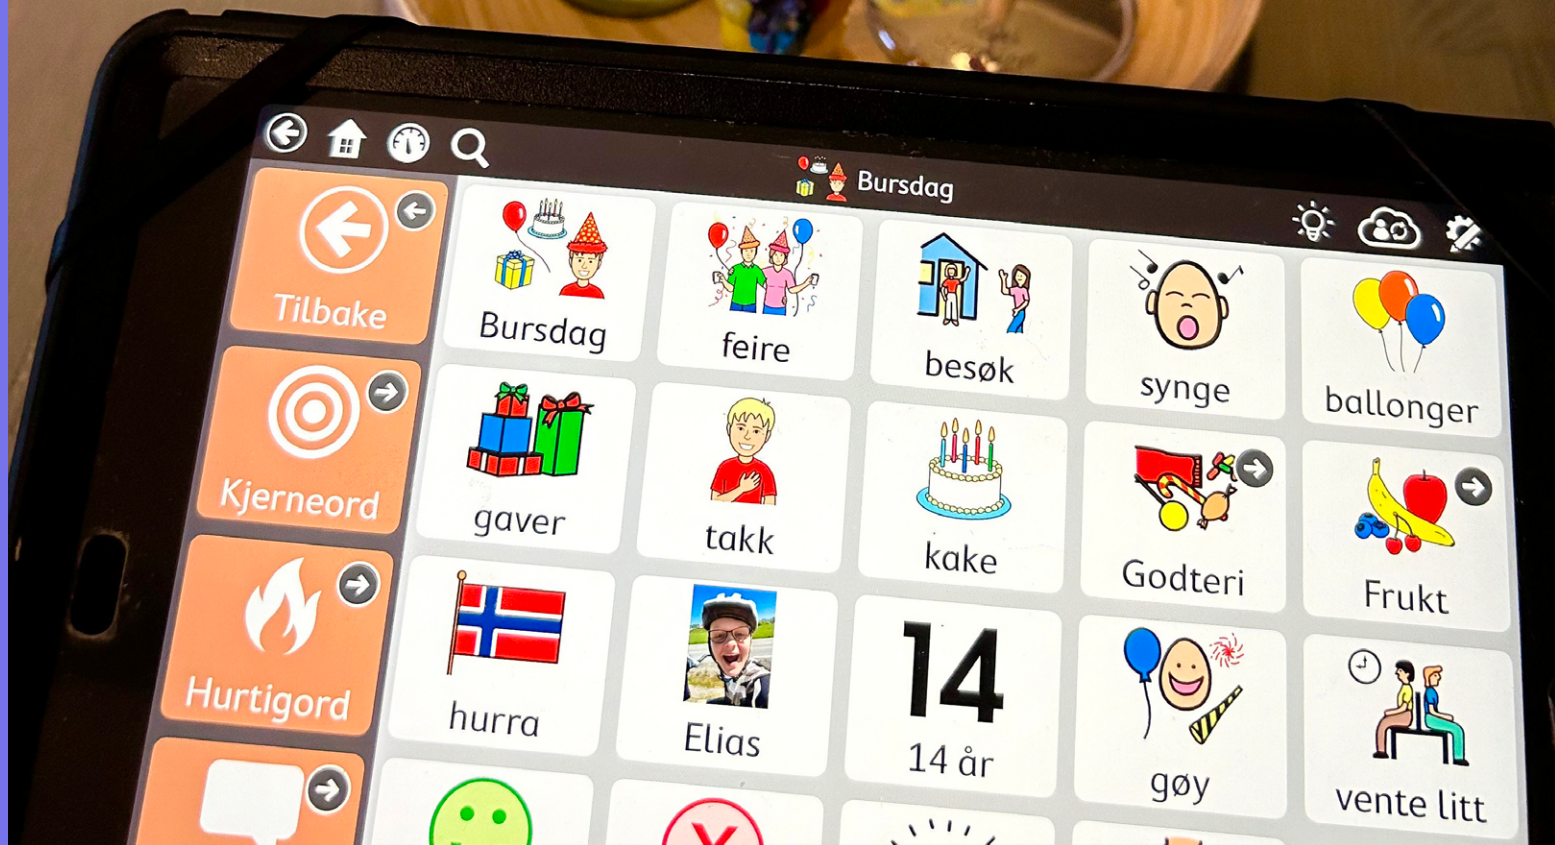 Bursdag
Tilbake
Bursdag
feire
besøk
synge
ballonger
Kjerneord
gaver
takk
kake
Godteri
Frukt
Hurtigord
hurra
Elias
14
14 år
gøy
vente litt